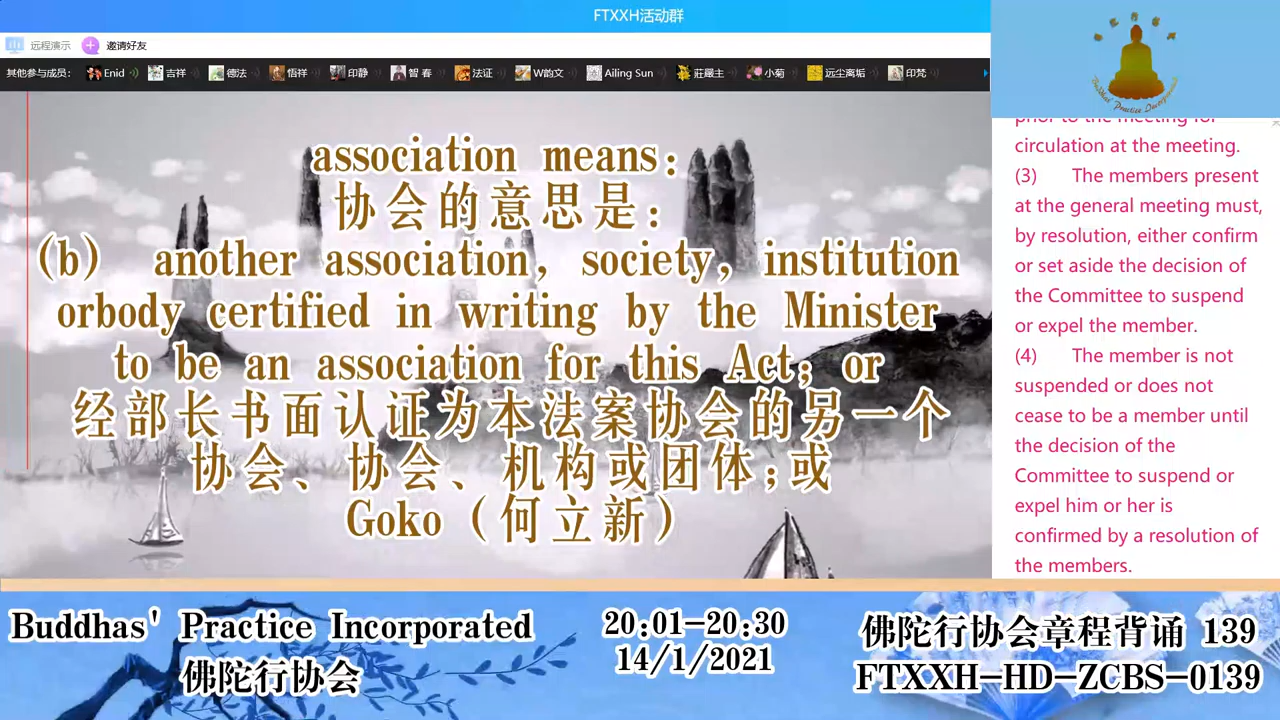 FTXXH活动群
远程演示 邀请好友
其他参与成员： Enid 吉祥 德法 悟祥 印静 智春 法证 W韵文 Ailing Sun 莊嚴主 小菊 远尘离垢 印梵
association means:
协会的意思是：
(b) another association, society, institution
orbody certified in writing by the Minister
to be an association for this Act; or
经部长书面认证为本法案协会的另一个
协会、协会、机构或团体;或
Goko（何立新）
Buddhas' Practice Incorporated
prior to the meeting for
circulation at the meeting.
(3) The members present
at the general meeting must,
by resolution, either confirm
or set aside the decision of
the Committee to suspend
or expel the member.
(4) The member is not
suspended or does not
cease to be a member until
the decision of the
Committee to suspend or
expel him or her is
confirmed by a resolution of
the members.
Buddhas' Practice Incorporated
佛陀行协会
20:01-20:30
14/1/2021
佛陀行协会章程背诵 139
FTXXH-HD-ZCBS-0139